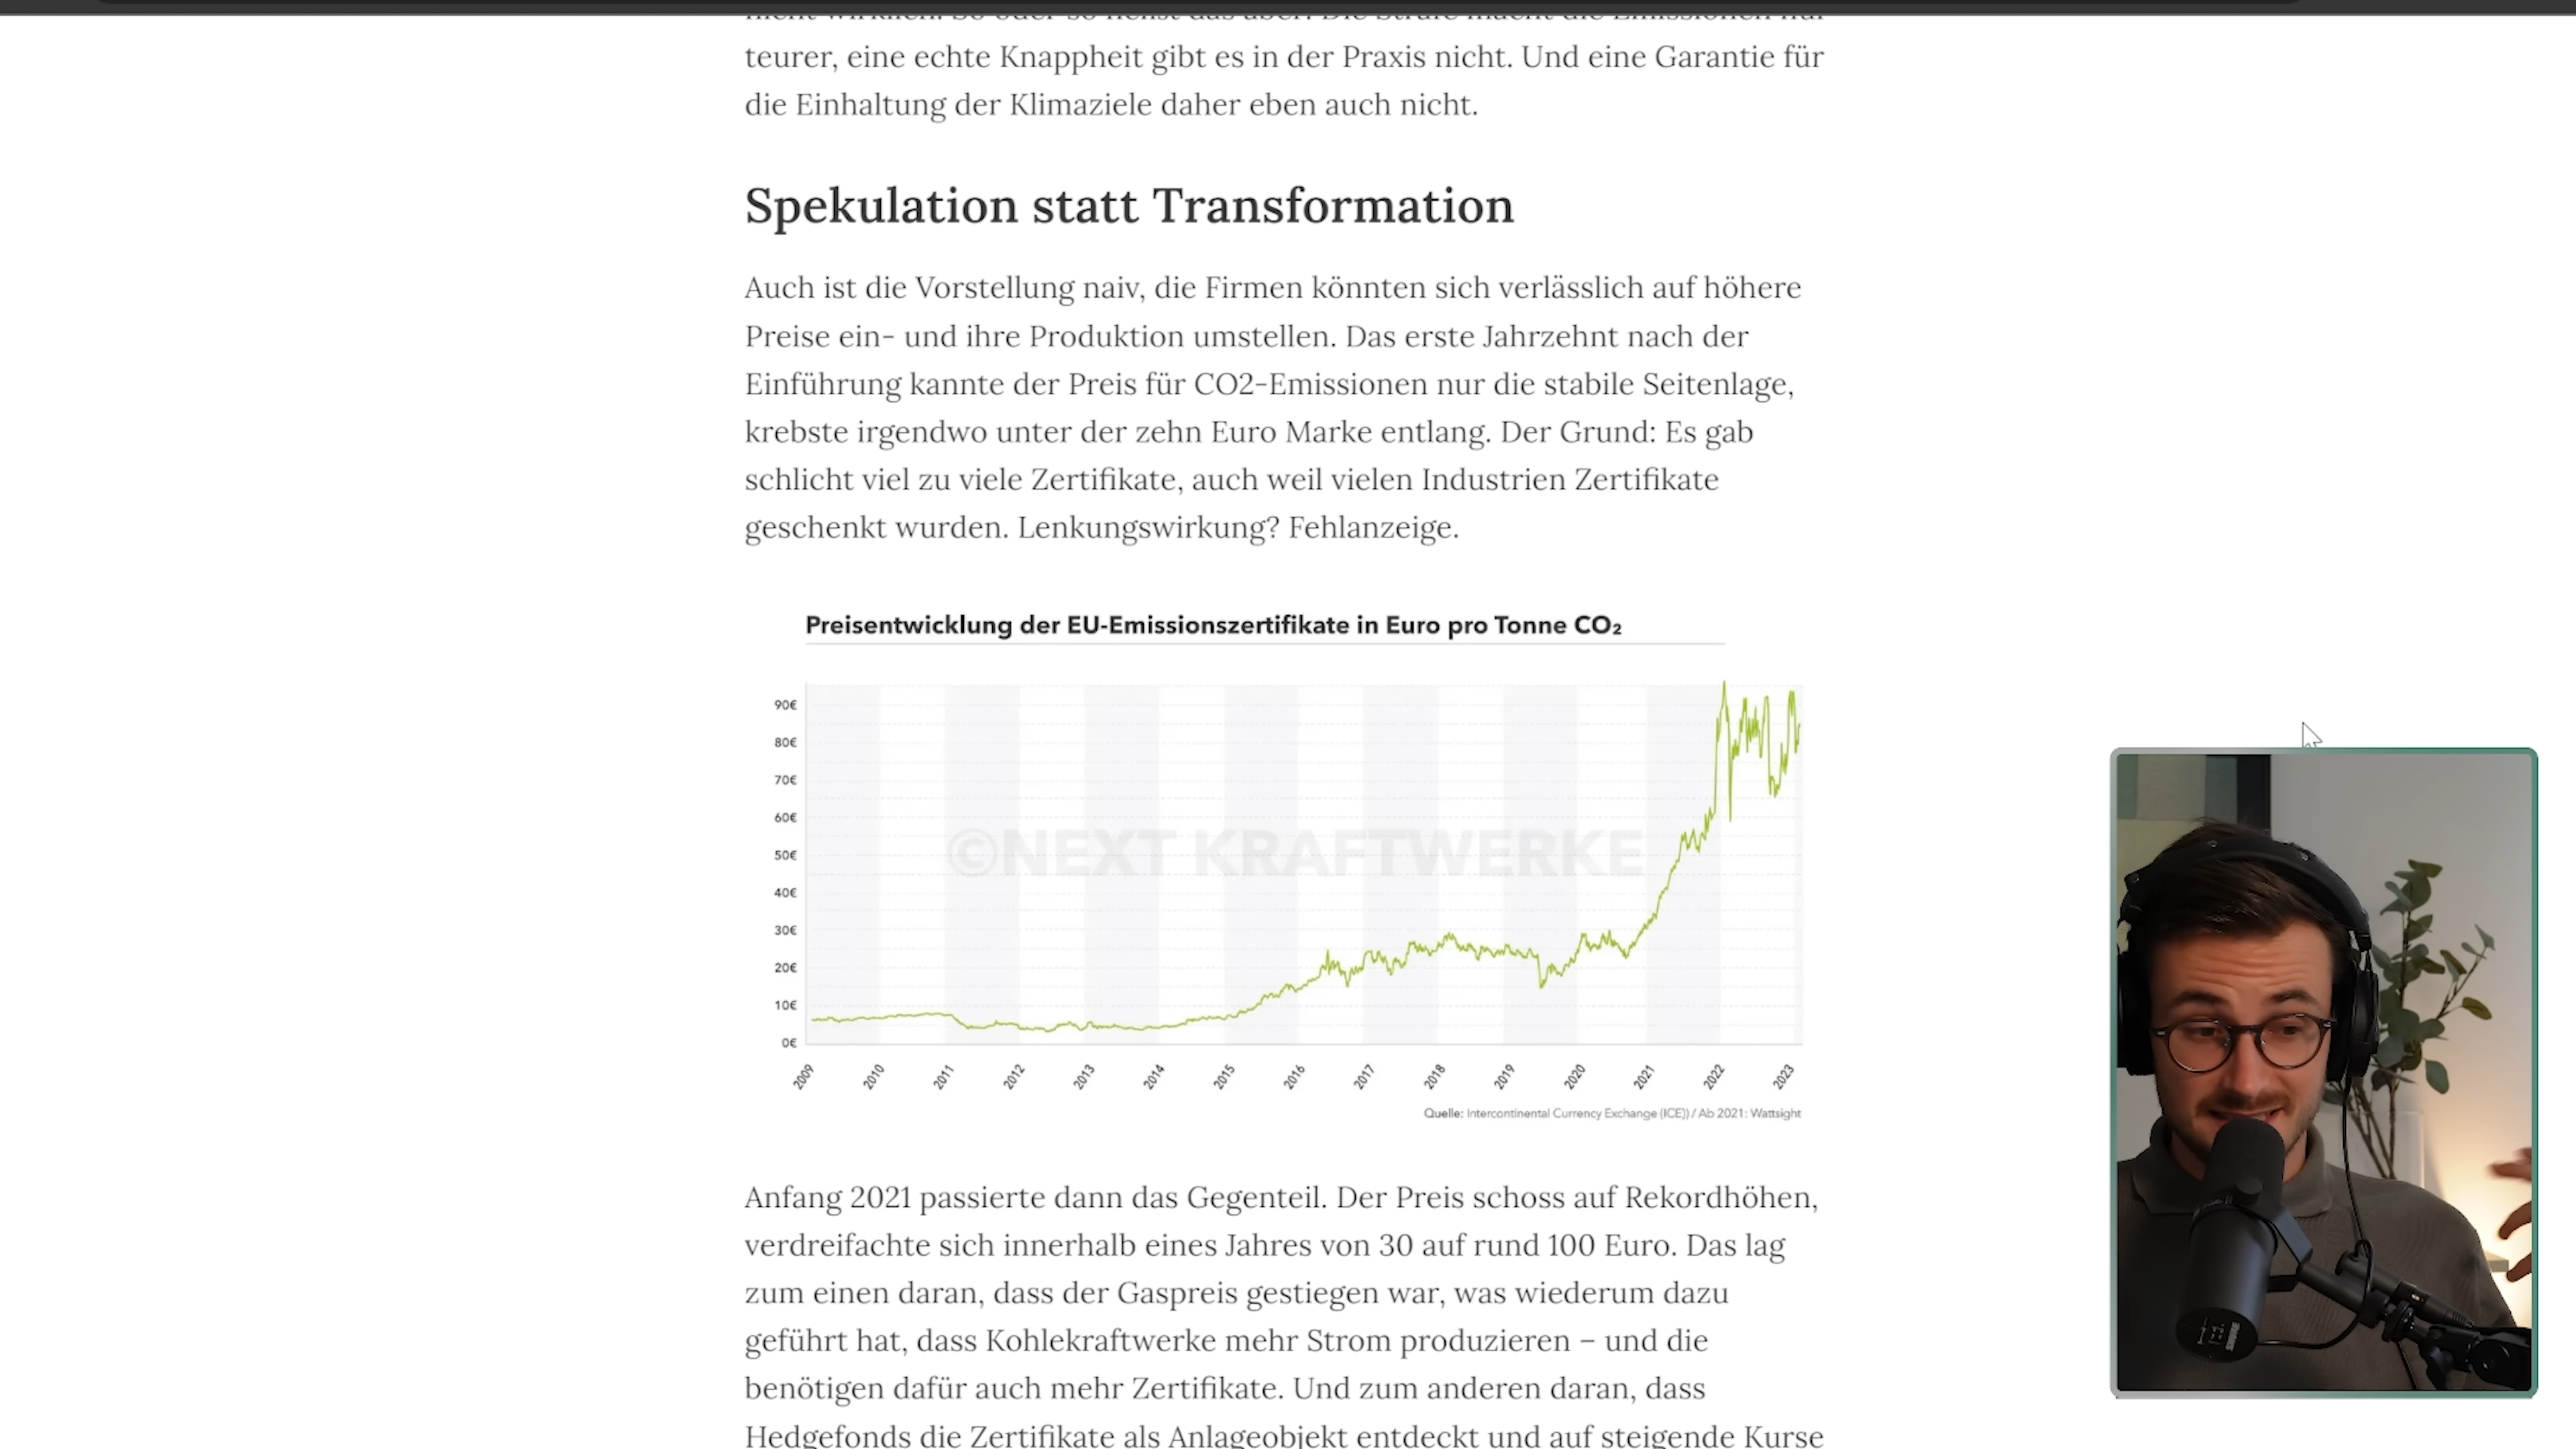 teurer, eine echte Knappheit gibt es in der Praxis nicht. Und eine Garantie für
die Einhaltung der Klimaziele daher eben auch nicht.
Spekulation statt Transformation
Auch ist die Vorstellung naiv, die Firmen könnten sich verlässlich auf höhere
Preise ein- und ihre Produktion umstellen. Das erste Jahrzehnt nach der
Einführung kannte der Preis für CO2-Emissionen nur die stabile Seitenlage,
krebste irgendwo unter der zehn Euro Marke entlang. Der Grund: Es gab
schlicht viel zu viele Zertifikate, auch weil vielen Industrien Zertifikate
geschenkt wurden. Lenkungswirkung? Fehlanzeige.
Preisentwicklung der EU-Emissionszertifikate in Euro pro Tonne CO₂
90€
80€
70€
60€
50€
40€
30€
20€
10€
0€
©NEXT KRAFTWERKE
2009 2010 2011 2012 2013 2014 2015 2016 2017 2018 2019 2020 2021 2022 2023
Quelle: Intercontinental Currency Exchange (ICE)) / Ab 2021: Wattsight
Anfang 2021 passierte dann das Gegenteil. Der Preis schoss auf Rekordhöhen,
verdreifachte sich innerhalb eines Jahres von 30 auf rund 100 Euro. Das lag
zum einen daran, dass der Gaspreis gestiegen war, was wiederum dazu
geführt hat, dass Kohlekraftwerke mehr Strom produzieren – und die
benötigen dafür auch mehr Zertifikate. Und zum anderen daran, dass
Hedgefonds die Zertifikate als Anlageobjekt entdeckt und auf steigende Kurse